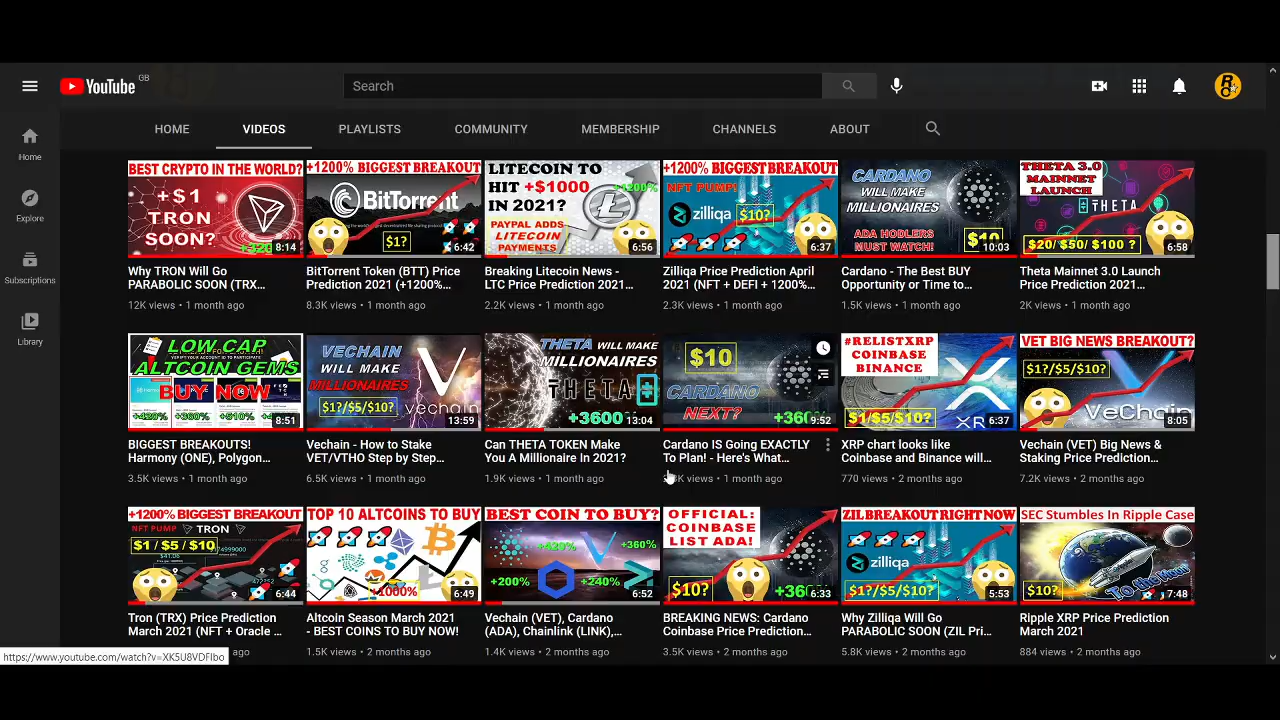 YouTube GB
Search
Home
Explore
Subscriptions
Library
HOME
VIDEOS
PLAYLISTS
COMMUNITY
MEMBERSHIP
CHANNELS
ABOUT
BEST CRYPTO IN THE WORLD?
+$1
TRON
SOON?
8:14
Why TRON Will Go
PARABOLIC SOON (TRX...
12K views • 1 month ago
+1200% BIGGEST BREAKOUT
BitTorrent
$1?
6:42
BitTorrent Token (BTT) Price
Prediction 2021 (+1200%...
8.3K views • 1 month ago
LITECOIN TO
HIT +$1000
IN 2021?
+1200%
PAYPAL ADDS
LITECOIN
PAYMENTS
6:56
Breaking Litecoin News -
LTC Price Prediction 2021...
2.7K views • 1 month ago
+1200% BIGGEST BREAKOUT
NFT PUMP!
zilliqa
$10?
6:37
Zilliqa Price Prediction April
2021 (NFT + DEFI + 1200%...
2.3K views • 1 month ago
CARDANO
WILL MAKE
MILLIONAIRES
ADA HODLERS
MUST WATCH!
$10
10:03
Cardano - The Best BUY
Opportunity or Time to...
1.5K views • 1 month ago
THETA 3.0
MAINNET
LAUNCH
THETA
$20/ $50/ $100 ?
6:58
Theta Mainnet 3.0 Launch
Price Prediction 2021...
2K views • 1 month ago
LOW CAP
ALTCOIN GEMS
BUY NOW
8:51
BIGGEST BREAKOUTS!
Harmony (ONE), Polygon...
3.5K views • 1 month ago
VECHAIN
WILL MAKE
MILLIONAIRES
$1?/$5/$10?
vechain
13:59
Vechain - How to Stake
VET/VTHO Step by Step...
6.5K views • 1 month ago
THETA WILL MAKE
MILLIONAIRES
THETA
+3600
13:04
Can THETA TOKEN Make
You A Millionaire In 2021?
1.9K views • 1 month ago
$10
CARDANO
NEXT?
+360
9:52
Cardano IS Going EXACTLY
To Plan! - Here's What...
K views • 1 month ago
#RELISTXRP
COINBASE
BINANCE
XR
$1/$5/$10?
6:37
XRP chart looks like
Coinbase and Binance will...
770 views • 2 months ago
VET BIG NEWS BREAKOUT?
$1?/$5/$10?
VeChain
8:05
Vechain (VET) Big News &
Staking Price Prediction...
7.2K views • 2 months ago
+1200% BIGGEST BREAKOUT
NFT PUMP
TRON
$1 / $5 / $10
6:44
Tron (TRX) Price Prediction
March 2021 (NFT + Oracle ...
2K views • 2 months ago
TOP 10 ALTCOINS TO BUY
+1000%
6:49
Altcoin Season March 2021
- BEST COINS TO BUY NOW!
1.5K views • 2 months ago
BEST COIN TO BUY?
+420%
+360%
+200%
+240%
6:52
Vechain (VET), Cardano
(ADA), Chainlink (LINK),...
1.4K views • 2 months ago
OFFICIAL:
COINBASE
LIST ADA!
$10?
+36
6:33
BREAKING NEWS: Cardano
Coinbase Price Prediction...
3.5K views • 2 months ago
ZIL BREAKOUT RIGHT NOW
zilliqa
$1?/$5/$10?
5:53
Why Zilliqa Will Go
PARABOLIC SOON (ZIL Pri...
5.8K views • 2 months ago
SEC Stumbles In Ripple Case
$10?
To the Moon
7:48
Ripple XRP Price Prediction
March 2021
884 views • 2 months ago
https://www.youtube.com/watch?v=XK5U8VDFIbo